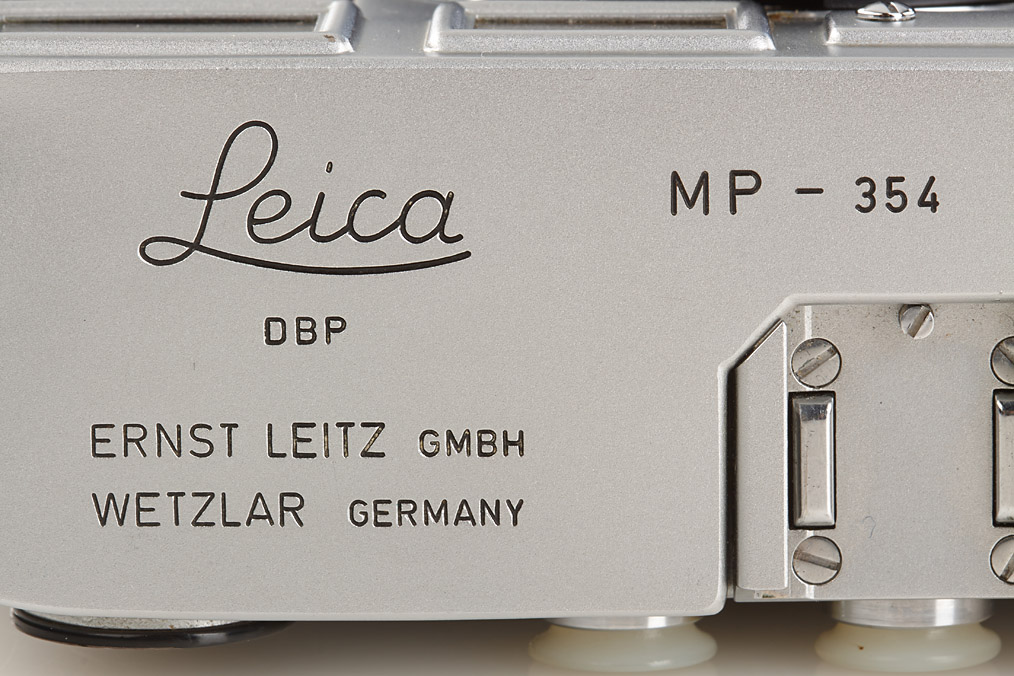 Leica
MP - 354
DBP
ERNST LEITZ GMBH
WETZLAR GERMANY